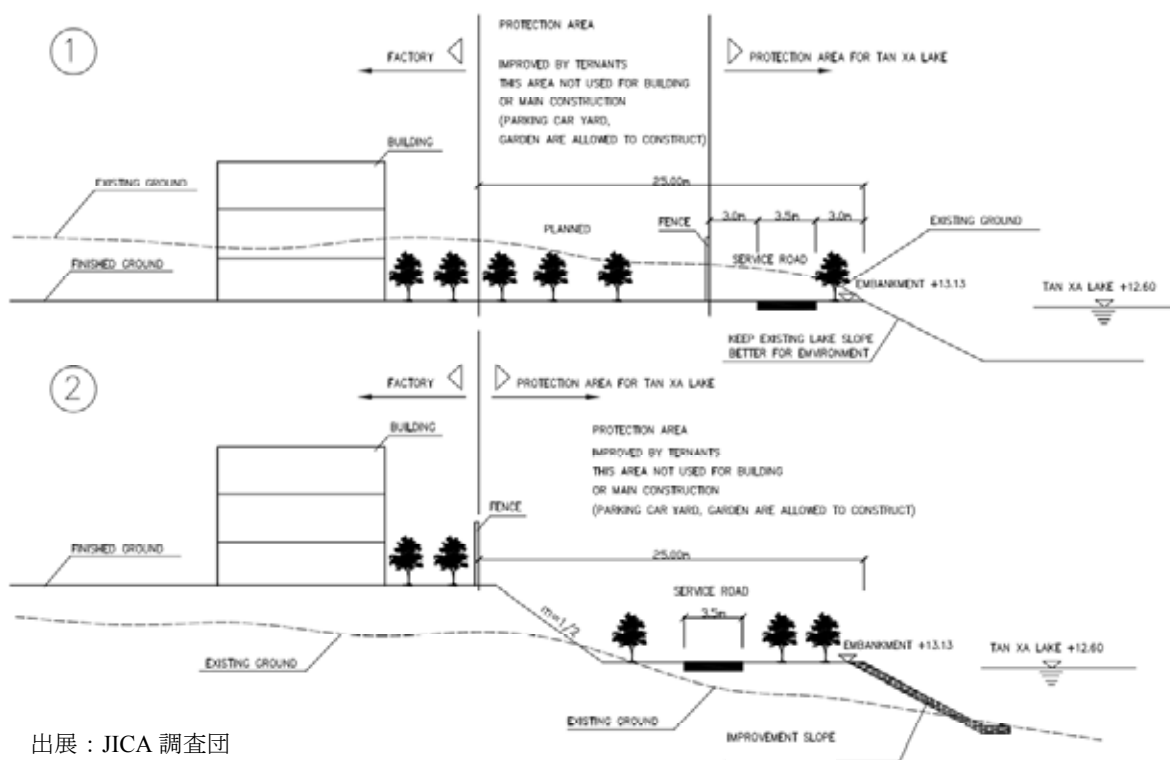 1
PROTECTION AREA
FACTORY
PROTECTION AREA FOR TAN XA LAKE
IMPROVED BY TERNANTS
THIS AREA NOT USED FOR BUILDING
OR MAIN CONSTRUCTION
(PARKING CAR YARD,
GARDEN ARE ALLOWED TO CONSTRUCT)
BUILDING
EXISTING GROUND
25.00m
3.0m
3.5m
3.0m
FENCE
EXISTING GROUND
PLANNED
SERVICE ROAD
FINISHED GROUND
EMBANKMENT +13.13
TAN XA LAKE +12.60
KEEP EXISTING LAKE SLOPE
BETTER FOR ENVIRONMENT
2
FACTORY
PROTECTION AREA FOR TAN XA LAKE
BUILDING
PROTECTION AREA
IMPROVED BY TERNANTS
THIS AREA NOT USED FOR BUILDING
OR MAIN CONSTRUCTION
(PARKING CAR YARD, GARDEN ARE ALLOWED TO CONSTRUCT)
FENCE
FINISHED GROUND
25.00m
SERVICE ROAD
3.5m
m=1/2
EMBANKMENT +13.13
TAN XA LAKE +12.60
EXISTING GROUND
EXISTING GROUND
IMPROVEMENT SLOPE
出展：JICA 調査団